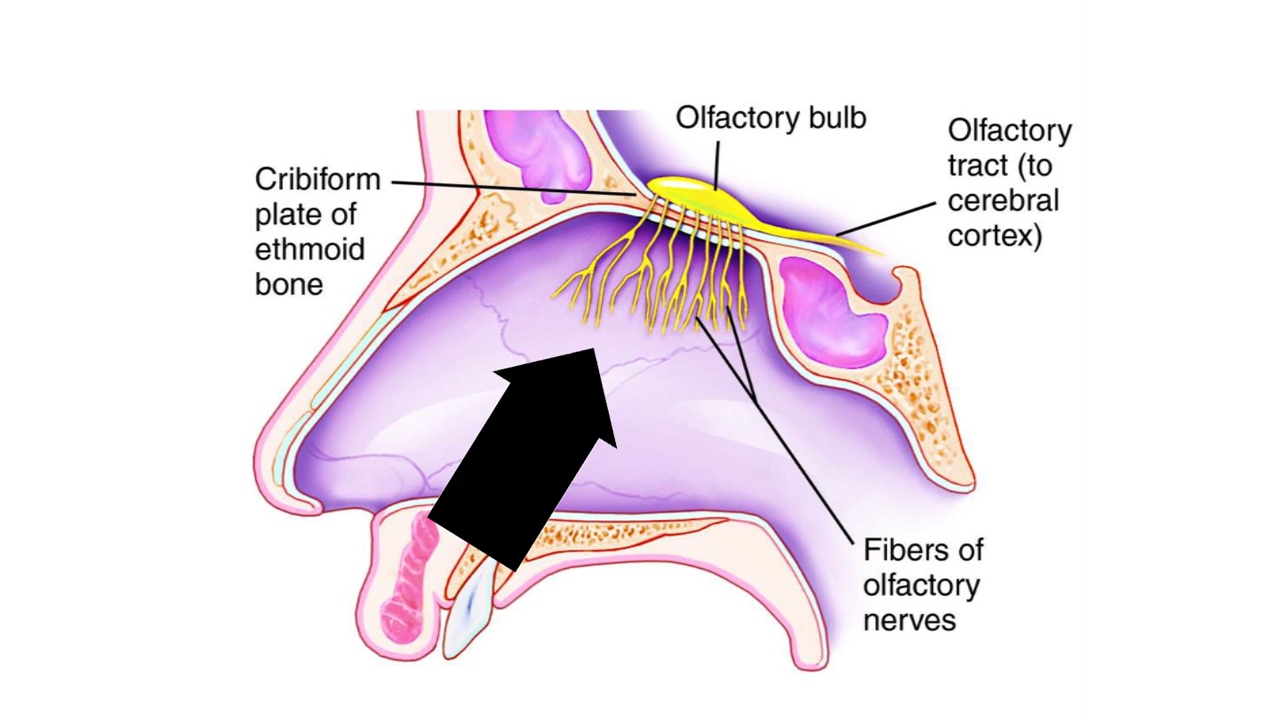 Olfactory bulb
Cribiform
plate of
ethmoid
bone
Olfactory
tract (to
cerebral
cortex)
Fibers of
olfactory
nerves